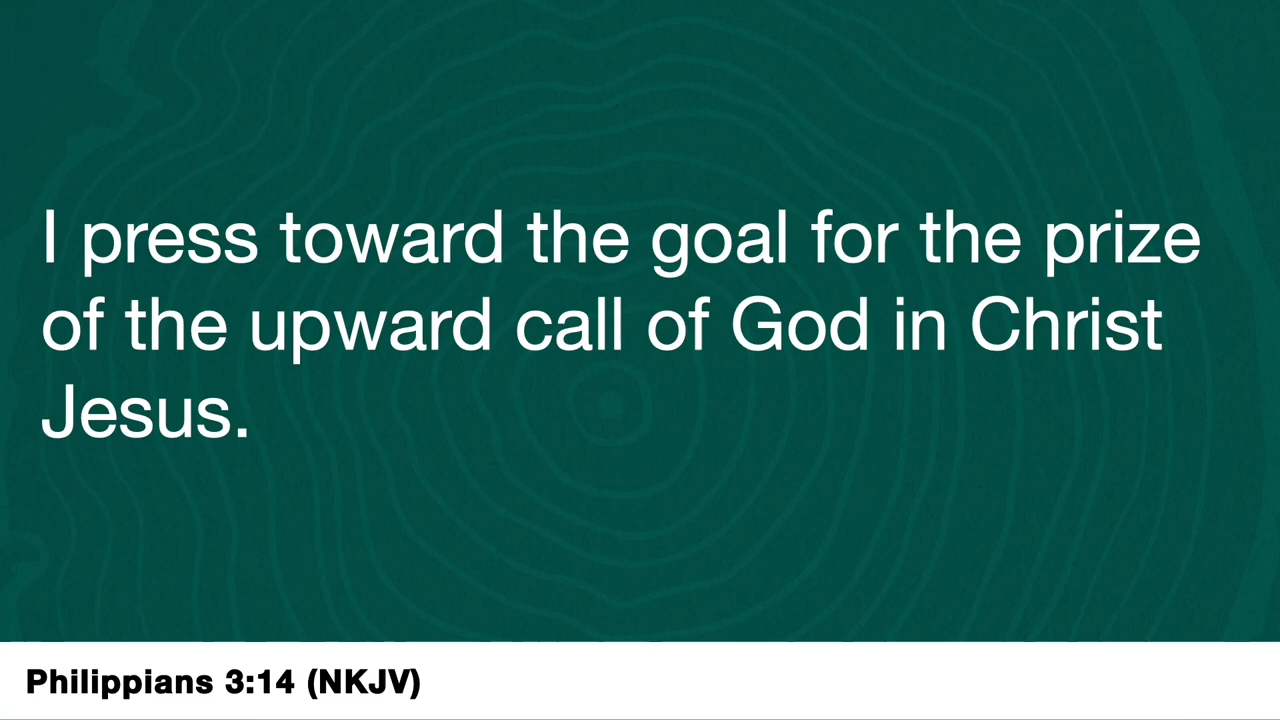 I press toward the goal for the prize
of the upward call of God in Christ
Jesus.
Philippians 3:14 (NKJV)